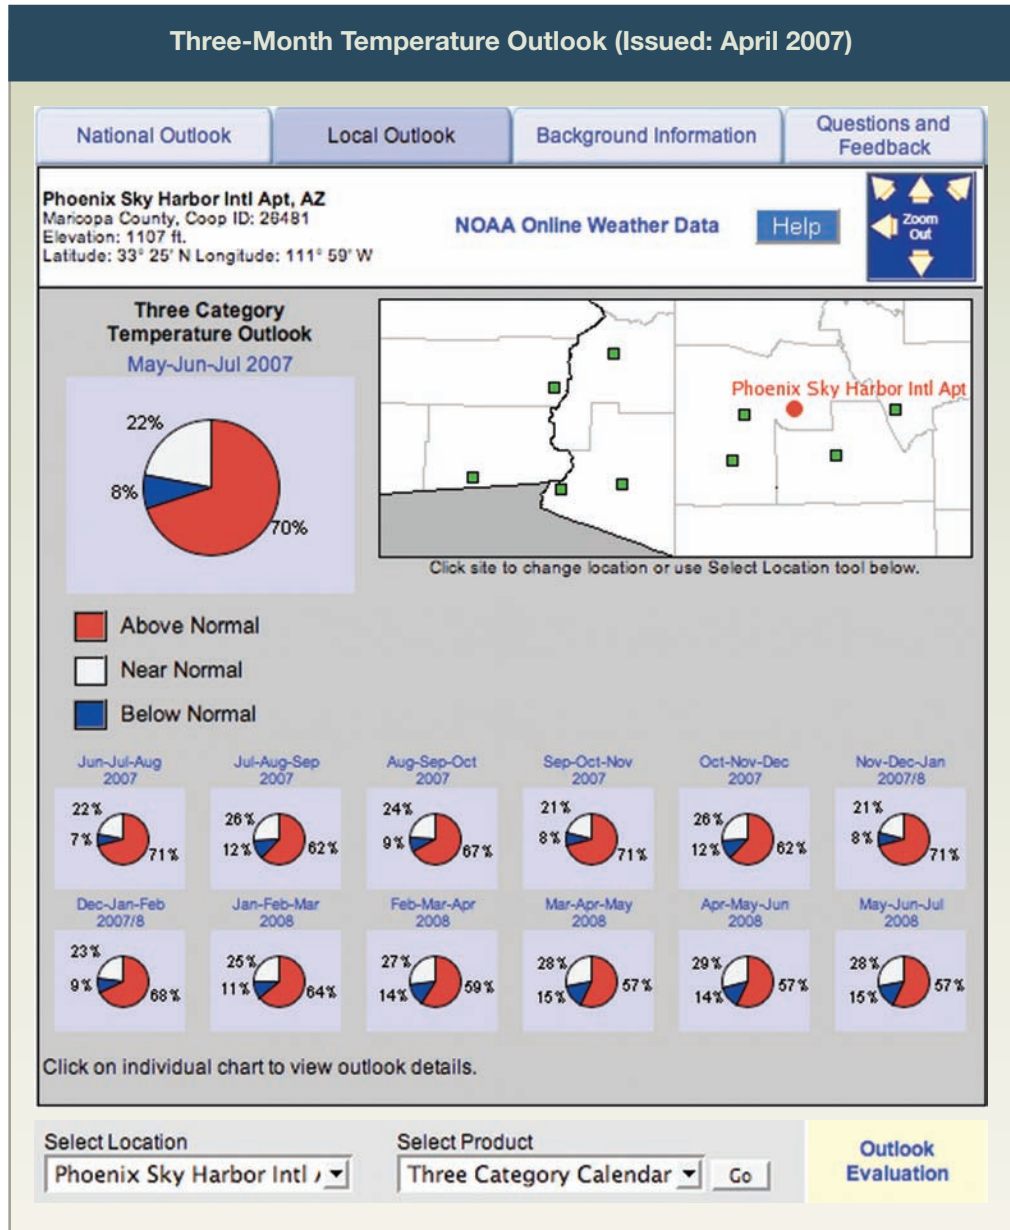 Three-Month Temperature Outlook (Issued: April 2007)
National Outlook
Local Outlook
Background Information
Questions and
Feedback
Phoenix Sky Harbor Intl Apt, AZ
Maricopa County, Coop ID: 26481
Elevation: 1107 ft.
Latitude: 33° 25' N Longitude: 111° 59' W
NOAA Online Weather Data
Help
Zoom
Out
Three Category
Temperature Outlook
May-Jun-Jul 2007
22%
8%
70%
Phoenix Sky Harbor Intl Apt
Click site to change location or use Select Location tool below.
Above Normal
Near Normal
Below Normal
Jun-Jul-Aug
2007
22%
7%
71%
Jul-Aug-Sep
2007
26%
12%
62%
Aug-Sep-Oct
2007
24%
9%
67%
Sep-Oct-Nov
2007
21%
8%
71%
Oct-Nov-Dec
2007
26%
12%
62%
Nov-Dec-Jan
2007/8
21%
8%
71%
Dec-Jan-Feb
2007/8
23%
9%
68%
Jan-Feb-Mar
2008
25%
11%
64%
Feb-Mar-Apr
2008
27%
14%
59%
Mar-Apr-May
2008
28%
15%
57%
Apr-May-Jun
2008
29%
14%
57%
May-Jun-Jul
2008
28%
15%
57%
Click on individual chart to view outlook details.
Select Location
Phoenix Sky Harbor Intl
Select Product
Three Category Calendar
Go
Outlook
Evaluation